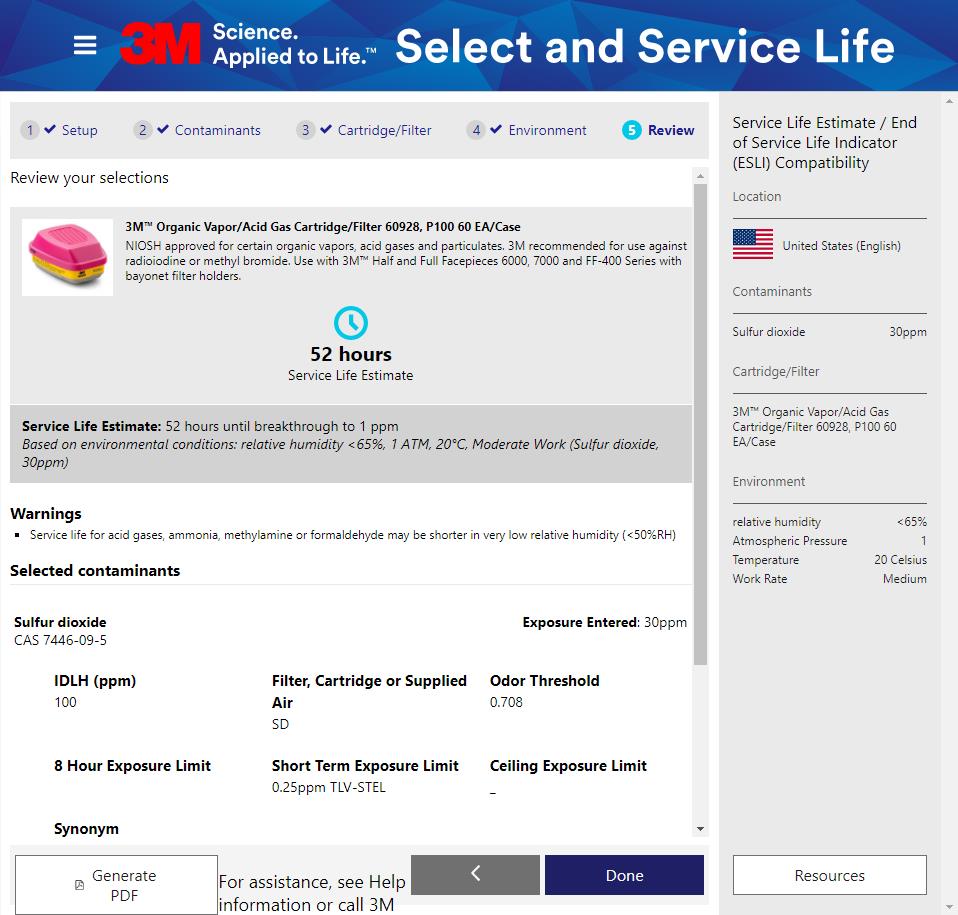 3M Science.
Applied to Life.™
Select and Service Life
1 Setup
2 Contaminants
3 Cartridge/Filter
4 Environment
5 Review
Review your selections
3M™ Organic Vapor/Acid Gas Cartridge/Filter 60928, P100 60 EA/Case
NIOSH approved for certain organic vapors, acid gases and particulates. 3M recommended for use against
radioiodine or methyl bromide. Use with 3M™ Half and Full Facepieces 6000, 7000 and FF-400 Series with
bayonet filter holders.
52 hours
Service Life Estimate
Service Life Estimate: 52 hours until breakthrough to 1 ppm
Based on environmental conditions: relative humidity <65%, 1 ATM, 20°C, Moderate Work (Sulfur dioxide,
30ppm)
Warnings
Service life for acid gases, ammonia, methylamine or formaldehyde may be shorter in very low relative humidity (<50%RH)
Selected contaminants
Sulfur dioxide
CAS 7446-09-5
Exposure Entered: 30ppm
IDLH (ppm)
100
Filter, Cartridge or Supplied
Air
SD
Odor Threshold
0.708
8 Hour Exposure Limit
Short Term Exposure Limit
0.25ppm TLV-STEL
Ceiling Exposure Limit
–
Synonym
Generate
PDF
For assistance, see Help
information or call 3M
Done
Service Life Estimate / End
of Service Life Indicator
(ESLI) Compatibility
Location
United States (English)
Contaminants
Sulfur dioxide 30ppm
Cartridge/Filter
3M™ Organic Vapor/Acid Gas
Cartridge/Filter 60928, P100 60
EA/Case
Environment
relative humidity <65%
Atmospheric Pressure 1
Temperature 20 Celsius
Work Rate Medium
Resources